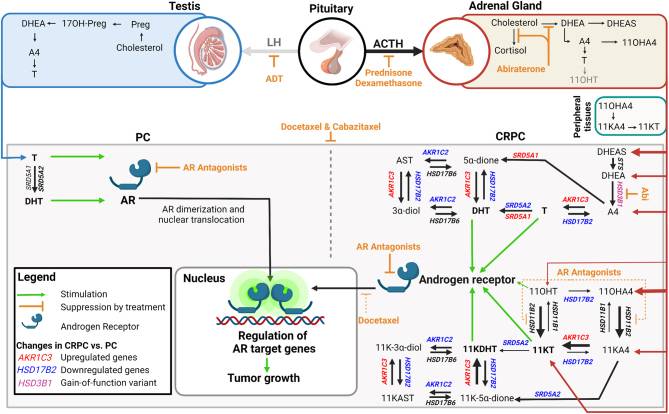 Testis
Pituitary
Adrenal Gland
DHEA
17OH-Preg
Preg
Cholesterol
A4
T
LH
ADT
ACTH
Prednisone
Dexamethasone
Cholesterol
DHEA
DHEAS
Cortisol
A4
11OHA4
T
11OHT
Abiraterone
Peripheral
tissues
11OHA4
11KA4
11KT
PC
Docetaxel & Cabazitaxel
CRPC
T
SRD5A1
SRD5A2
DHT
AR Antagonists
AR
AR dimerization and
nuclear translocation
AST
AKR1C2
HSD17B6
5α-dione
SRD5A1
AKR1C3
HSD17B2
AKR1C3
HSD17B2
3α-diol
AKR1C2
HSD17B6
DHT
SRD5A2
SRD5A1
T
AKR1C3
HSD17B2
DHEAS
STS
DHEA
HSD3B1
Abi
A4
AR Antagonists
Androgen receptor
Docetaxel
AR Antagonists
11OHT
HSD17B2
11OHA4
HSD11B2
HSD11B1
HSD11B1
HSD11B2
11K-3α-diol
AKR1C2
HSD17B6
11KDHT
SRD5A2
11KT
AKR1C3
HSD17B2
11KA4
AKR1C3
HSD17B2
AKR1C3
HSD17B2
11KAST
AKR1C2
HSD17B6
11K-5α-dione
SRD5A2
Nucleus
Regulation of
AR target genes
Tumor growth
Legend
Stimulation
Suppression by treatment
Androgen Receptor
Changes in CRPC vs. PC
AKR1C3 Upregulated genes
HSD17B2 Downregulated genes
HSD3B1 Gain-of-function variant